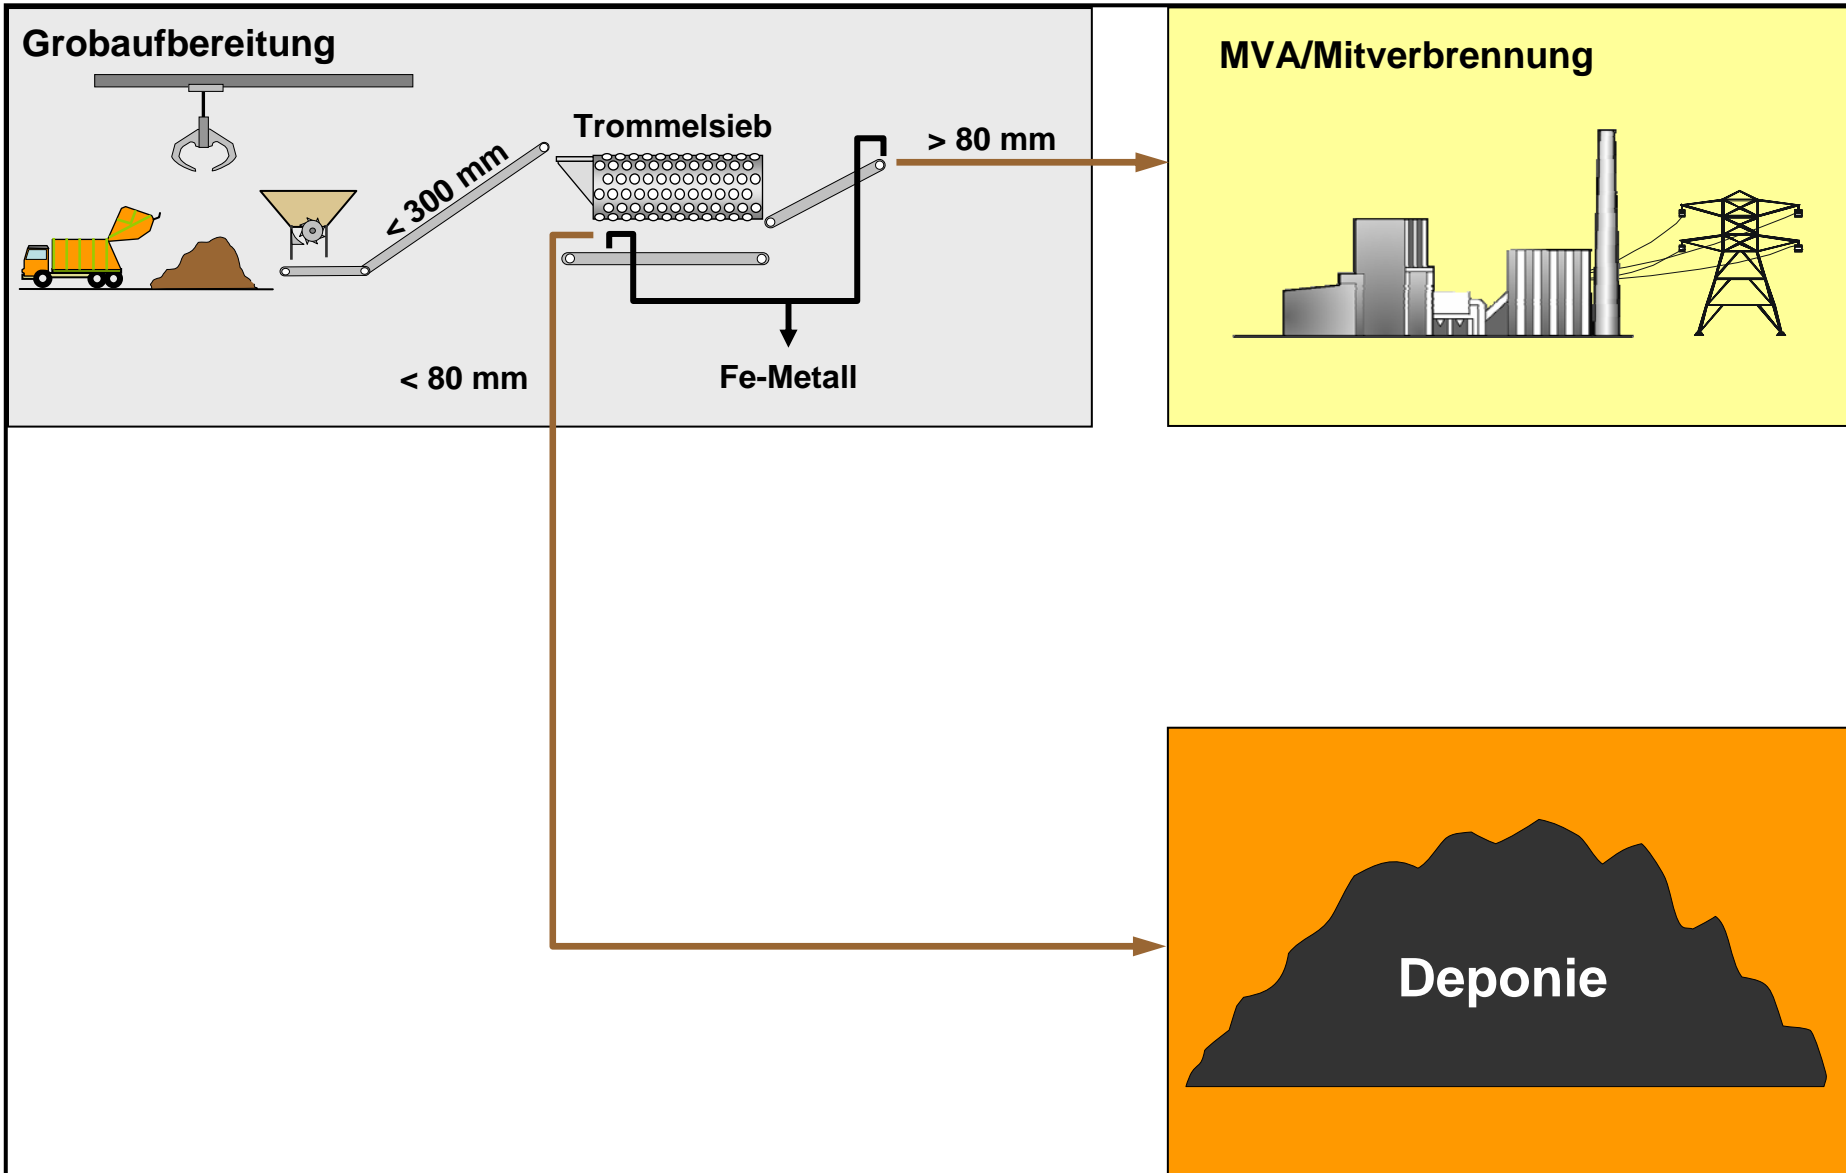 Grobaufbereitung
MVA/Mitverbrennung
Trommelsieb
> 80 mm
< 300 mm
< 80 mm
Fe-Metall
Deponie